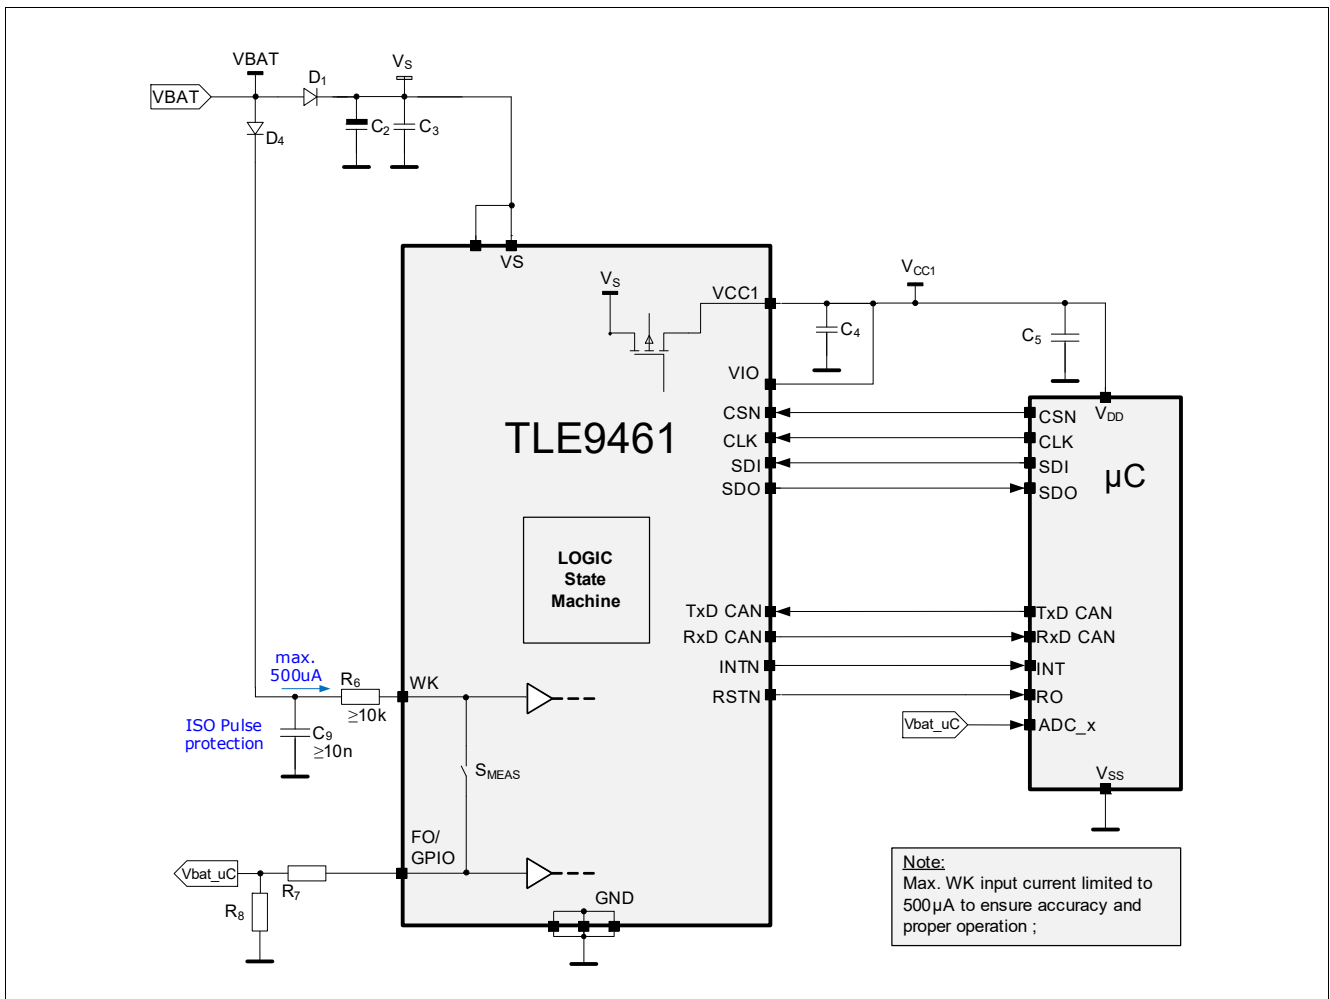 VBAT
VBAT
D1
VS
C2
C3
D4
VS
VS
VCC1
VCC1
C4
C5
VIO
VDD
CSN
CSN
TLE9461
CLK
CLK
SDI
SDI
µC
SDO
SDO
LOGIC
State
Machine
TxD CAN
TxD CAN
RxD CAN
RxD CAN
max.
500uA
INTN
INT
R6
WK
RSTN
RO
≥10k
ISO Pulse
protection
C9
≥10n
Vbat_uC
ADC_x
SMEAS
VSS
FO/
GPIO
Vbat_uC
R7
R8
GND
Note:
Max. WK input current limited to
500µA to ensure accuracy and
proper operation ;